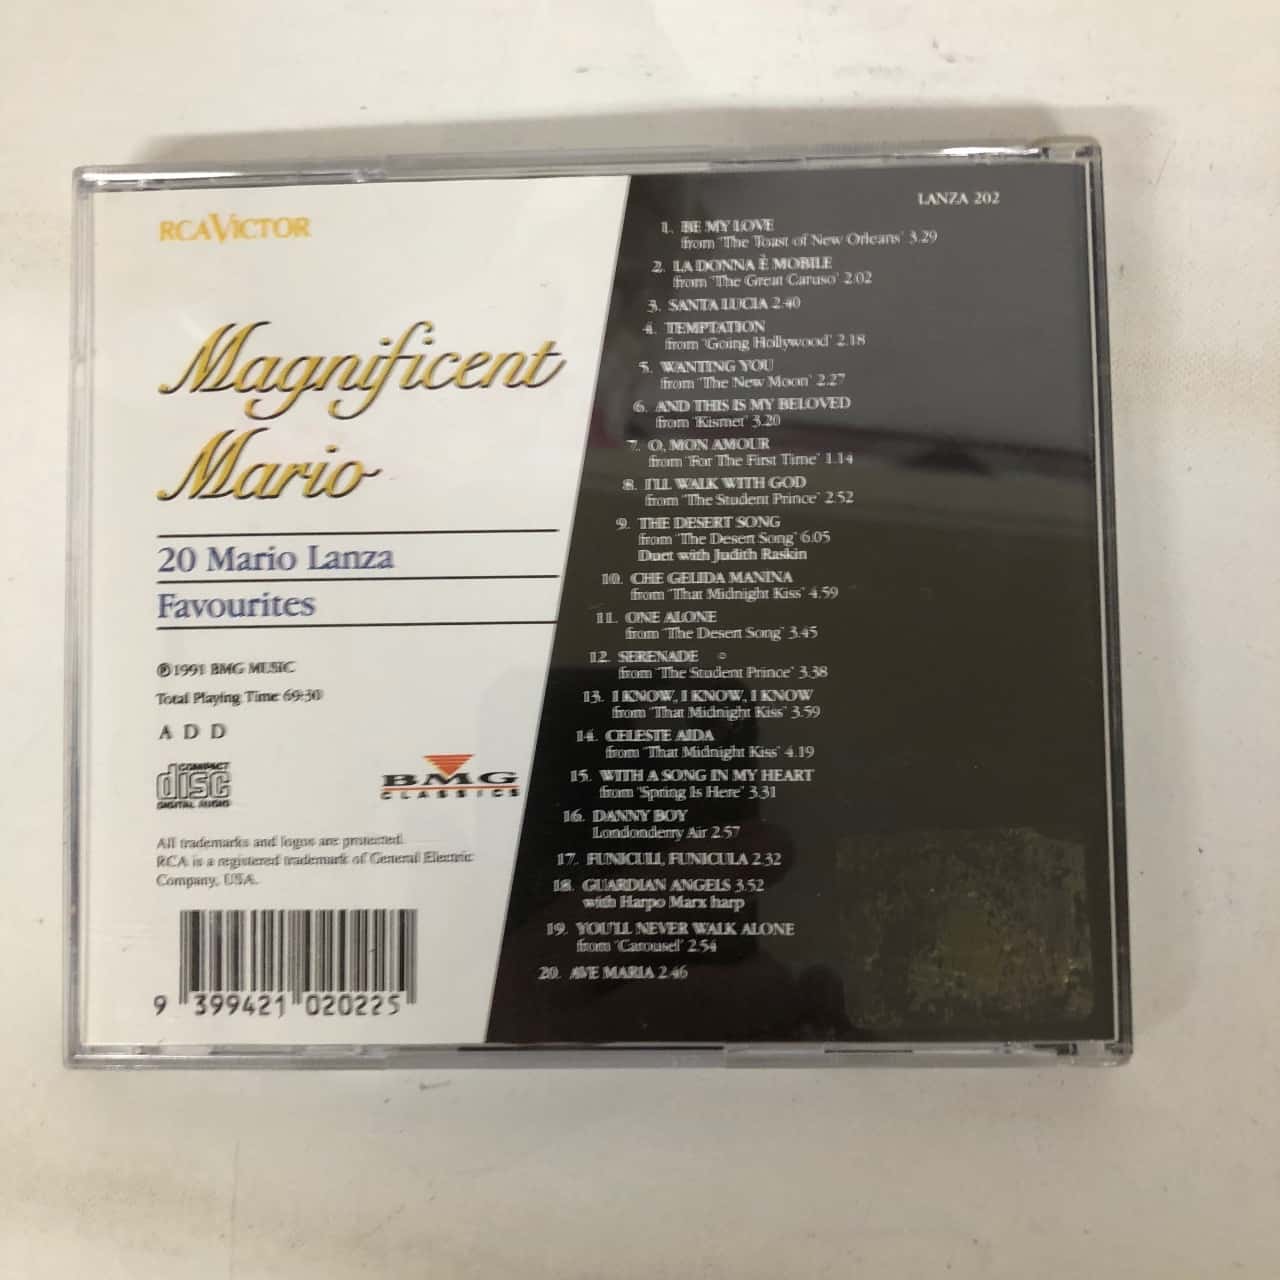 RCA VICTOR
Magnificent
Mario
20 Mario Lanza
Favourites
℗1991 BMG MUSIC
Total Playing Time 69:30
A D D
COMPACT
disc
DIGITAL AUDIO
BMG
CLASSICS
All trademarks and logos are protected.
RCA is a registered trademark of General Electric
Company, USA.
9 399421 020225
LANZA 202
1. BE MY LOVE
from 'The Toast of New Orleans' 3.29
2. LA DONNA È MOBILE
from 'The Great Caruso' 2.02
3. SANTA LUCIA 2.40
4. TEMPTATION
from 'Going Hollywood' 2.18
5. WANTING YOU
from 'The New Moon' 2.27
6. AND THIS IS MY BELOVED
from 'Kismet' 3.20
7. O, MON AMOUR
from 'For The First Time' 1.14
8. I'LL WALK WITH GOD
from 'The Student Prince' 2.52
9. THE DESERT SONG
from 'The Desert Song' 6.05
Duet with Judith Raskin
10. CHE GELIDA MANINA
from 'That Midnight Kiss' 4.59
11. ONE ALONE
from 'The Desert Song' 3.45
12. SERENADE
from 'The Student Prince' 3.38
13. I KNOW, I KNOW, I KNOW
from 'That Midnight Kiss' 3.59
14. CELESTE AIDA
from 'That Midnight Kiss' 4.19
15. WITH A SONG IN MY HEART
from 'Spring Is Here' 3.31
16. DANNY BOY
Londonderry Air 2.57
17. FUNICULI, FUNICULA 2.32
18. GUARDIAN ANGELS 3.52
with Harpo Marx harp
19. YOU'LL NEVER WALK ALONE
from 'Carousel' 2.54
20. AVE MARIA 2.46